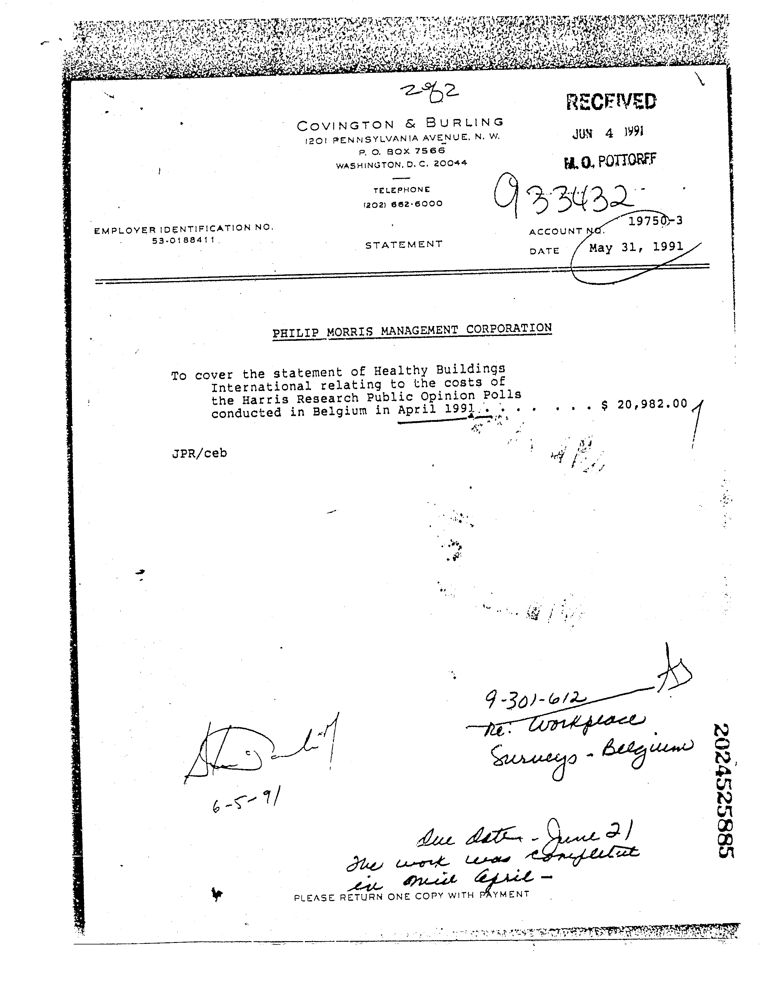 2 of 2
RECEIVED
COVINGTON & BURLING
1201 PENNSYLVANIA AVENUE, N. W.
JUN 4 1991
P. O. BOX 7566
WASHINGTON, D. C. 20044
M. O. POTTORFF
TELEPHONE
(202) 662-6000
933432
EMPLOYER IDENTIFICATION NO.
53-0188411
ACCOUNT NO. 19750-3
STATEMENT
DATE May 31, 1991
PHILIP MORRIS MANAGEMENT CORPORATION
To cover the statement of Healthy Buildings
International relating to the costs of
the Harris Research Public Opinion Polls
conducted in Belgium in April 1991. . . . . . . $ 20,982.00
JPR/ceb
9-301-612
Re: Workplace
Surveys - Belgium
6-5-91
Due date - June 21
The work was completed
in mid April -
PLEASE RETURN ONE COPY WITH PAYMENT
2024525885